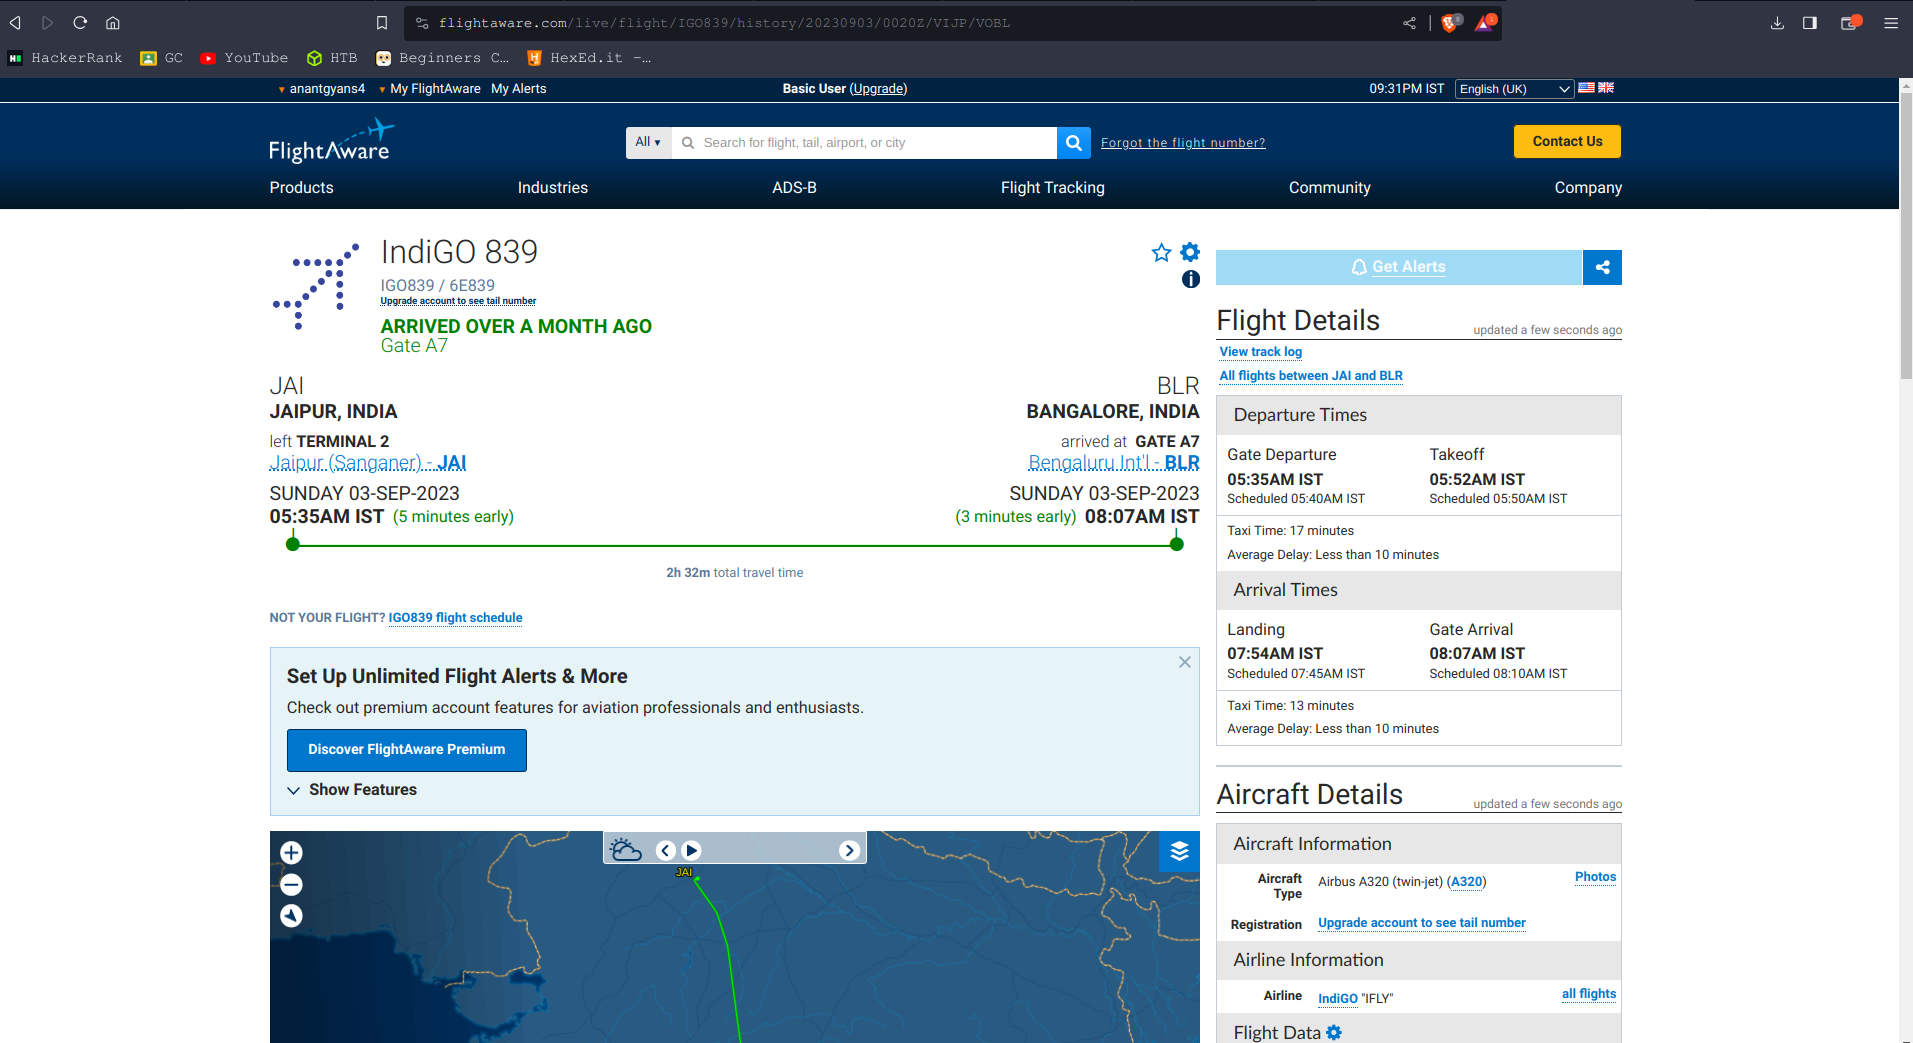 flightaware.com/live/flight/IGO839/history/20230903/0020Z/VIJP/VOBL
HackerRank GC YouTube HTB Beginners C… HexEd.it -…
anantgyans4 My FlightAware My Alerts Basic User (Upgrade) 09:31PM IST English (UK)
FlightAware
All Search for flight, tail, airport, or city Forgot the flight number? Contact Us
Products Industries ADS-B Flight Tracking Community Company
IndiGO 839
IGO839 / 6E839
Upgrade account to see tail number
ARRIVED OVER A MONTH AGO
Gate A7
JAI
JAIPUR, INDIA
left TERMINAL 2
Jaipur (Sanganer) - JAI
SUNDAY 03-SEP-2023
05:35AM IST (5 minutes early)
BLR
BANGALORE, INDIA
arrived at GATE A7
Bengaluru Int'l - BLR
SUNDAY 03-SEP-2023
(3 minutes early) 08:07AM IST
2h 32m total travel time
NOT YOUR FLIGHT? IGO839 flight schedule
Set Up Unlimited Flight Alerts & More
Check out premium account features for aviation professionals and enthusiasts.
Discover FlightAware Premium
Show Features
JAI
Get Alerts
Flight Details updated a few seconds ago
View track log
All flights between JAI and BLR
Departure Times
Gate Departure Takeoff
05:35AM IST 05:52AM IST
Scheduled 05:40AM IST Scheduled 05:50AM IST
Taxi Time: 17 minutes
Average Delay: Less than 10 minutes
Arrival Times
Landing Gate Arrival
07:54AM IST 08:07AM IST
Scheduled 07:45AM IST Scheduled 08:10AM IST
Taxi Time: 13 minutes
Average Delay: Less than 10 minutes
Aircraft Details updated a few seconds ago
Aircraft Information
Aircraft Type Airbus A320 (twin-jet) (A320) Photos
Registration Upgrade account to see tail number
Airline Information
Airline IndiGO "IFLY" all flights
Flight Data